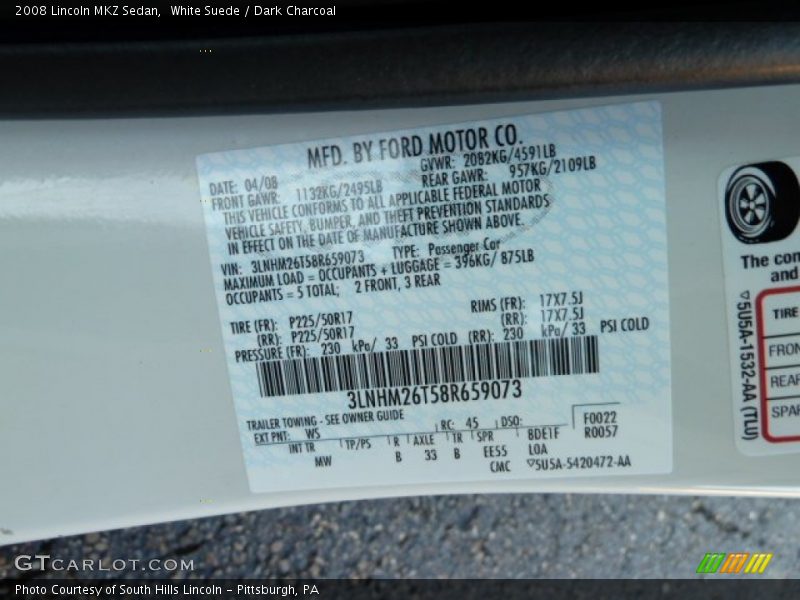 2008 Lincoln MKZ Sedan,  White Suede / Dark Charcoal
MFD. BY FORD MOTOR CO.
DATE: 04/08 GVWR: 2082KG/4591LB
FRONT GAWR: 1132KG/2495LB REAR GAWR: 957KG/2109LB
THIS VEHICLE CONFORMS TO ALL APPLICABLE FEDERAL MOTOR
VEHICLE SAFETY, BUMPER, AND THEFT PREVENTION STANDARDS
IN EFFECT ON THE DATE OF MANUFACTURE SHOWN ABOVE.
VIN: 3LNHM26T58R659073 TYPE: Passenger Car
MAXIMUM LOAD = OCCUPANTS + LUGGAGE = 396KG/ 875LB
OCCUPANTS = 5 TOTAL; 2 FRONT, 3 REAR
TIRE (FR): P225/50R17 RIMS (FR): 17X7.5J
(RR): P225/50R17 (RR): 17X7.5J
PRESSURE (FR): 230 kPa/ 33 PSI COLD (RR): 230 kPa/ 33 PSI COLD
3LNHM26T58R659073
TRAILER TOWING - SEE OWNER GUIDE
EXT PNT: WS RC: 45 DSO: F0022
INT TR TP/PS R AXLE TR SPR 8DE1F R0057
MW B 33 B EE5S LOA
CMC 5U5A-5420472-AA
The con
and
5U5A-1532-AA (TLU)
TIRE
FRON
REAR
SPAR
GTCARLOT.COM
Photo Courtesy of South Hills Lincoln – Pittsburgh, PA